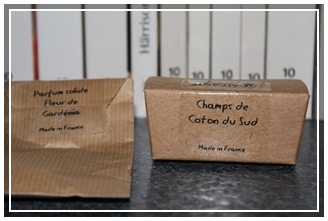 Härriso
10
10
10
10
Parfum solide
Fleur de
Gardénia
Made in France
Champs de
Coton du Sud
Made in France